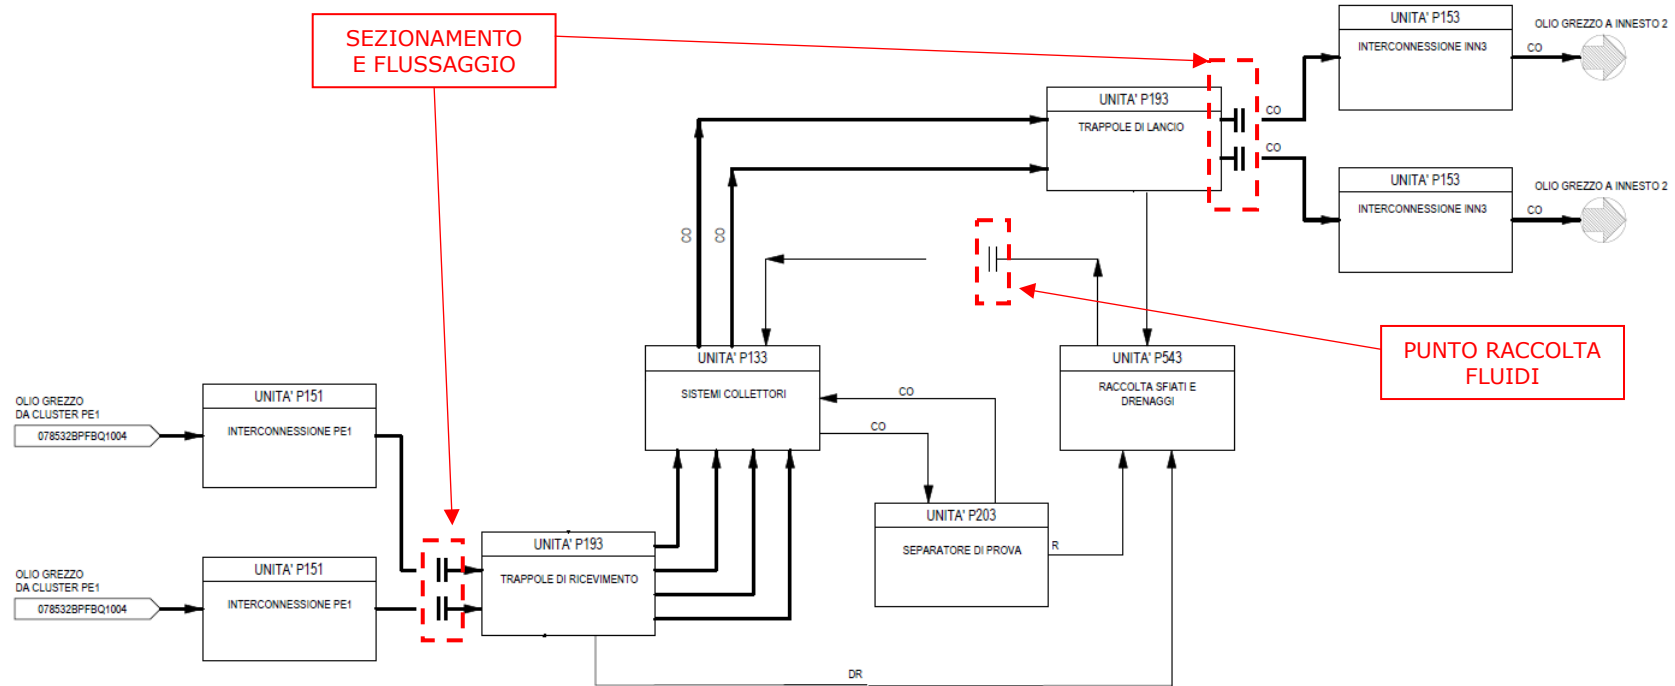 SEZIONAMENTO
E FLUSSAGGIO
UNITA' P153
INTERCONNESSIONE INN3
CO
OLIO GREZZO A INNESTO 2
UNITA' P193
TRAPPOLE DI LANCIO
CO
CO
UNITA' P153
INTERCONNESSIONE INN3
CO
OLIO GREZZO A INNESTO 2
CO
CO
PUNTO RACCOLTA
FLUIDI
UNITA' P133
SISTEMI COLLETTORI
UNITA' P543
RACCOLTA SFIATI E
DRENAGGI
CO
CO
OLIO GREZZO
DA CLUSTER PE1
078532BPFBQ1004
UNITA' P151
INTERCONNESSIONE PE1
UNITA' P203
SEPARATORE DI PROVA
R
UNITA' P193
TRAPPOLE DI RICEVIMENTO
OLIO GREZZO
DA CLUSTER PE1
078532BPFBQ1004
UNITA' P151
INTERCONNESSIONE PE1
DR